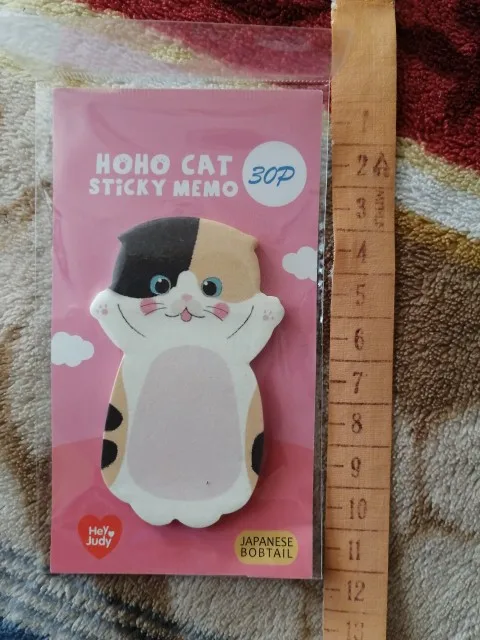 HOHO CAT
STiCKY MEMO
30P
Hey
Judy
JAPANESE
BOBTAIL
1
2
3
4
5
6
7
8
9
10
11
12
13